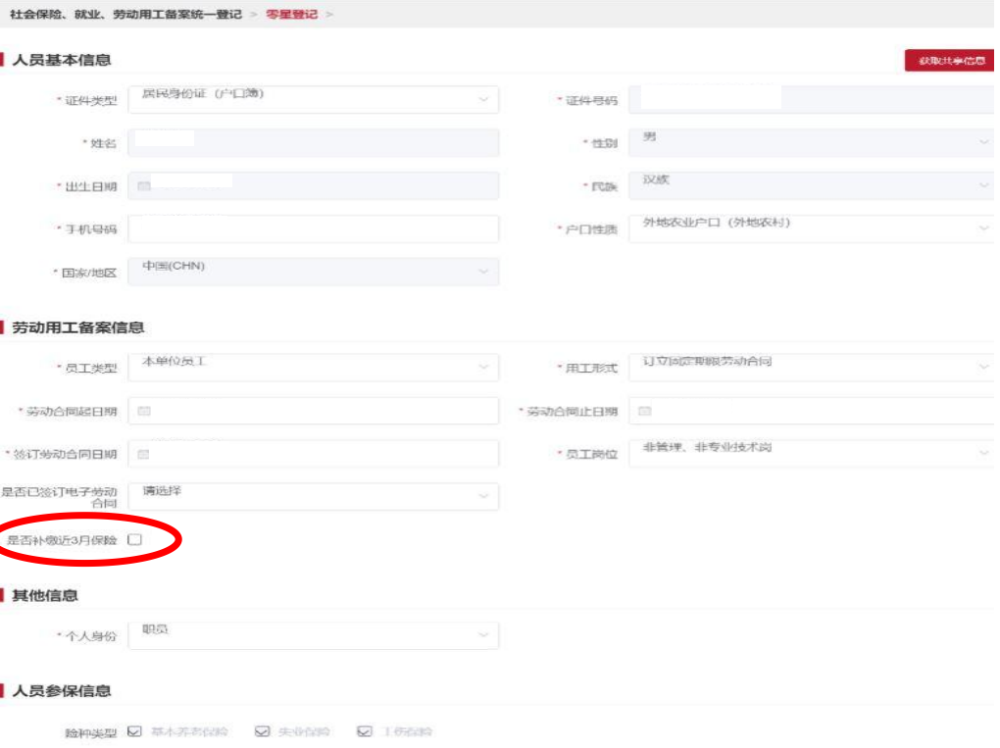 社会保险、就业、劳动用工备案统一登记 > 零星登记 >
人员基本信息 获取共享信息
* 证件类型 居民身份证（户口簿） * 证件号码
* 姓名 * 性别 男
* 出生日期 * 民族 汉族
* 手机号码 * 户口性质 外地农业户口（外地农村）
* 国家/地区 中国(CHN)
劳动用工备案信息
* 员工类型 本单位员工 * 用工形式 订立固定期限劳动合同
* 劳动合同起日期 * 劳动合同止日期
* 签订劳动合同日期 * 员工岗位 非管理、非专业技术岗
是否已签订电子劳动 请选择
合同
是否补缴近3月保险
其他信息
* 个人身份 职员
人员参保信息
险种类型 基本养老保险 失业保险 工伤保险